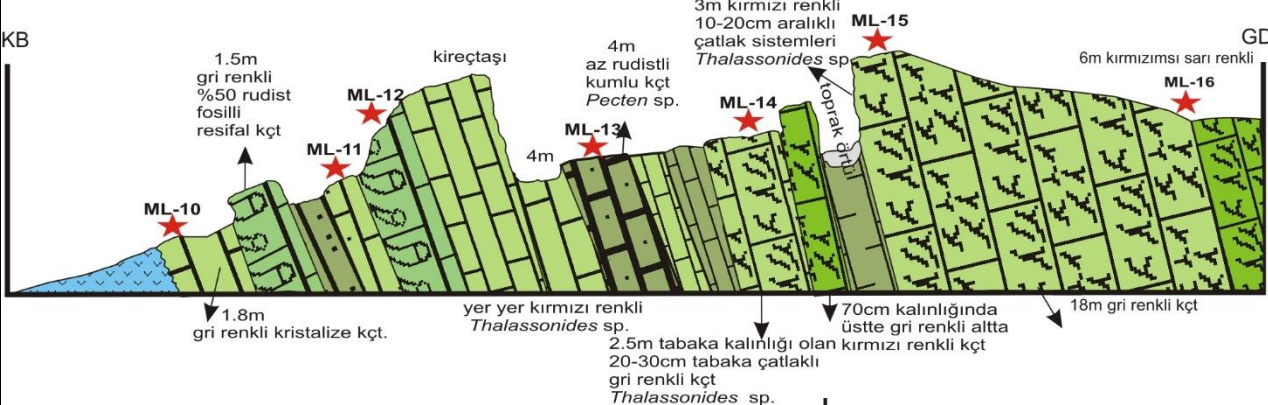 KB
1.5m
gri renkli
%50 rudist
fosilli
resifal kçt
ML-10
1.8m
gri renkli kristalize kçt.
ML-11
ML-12
kireçtaşı
4m
yer yer kırmızı renkli
Thalassonides sp.
ML-13
4m
az rudistli
kumlu kçt
Pecten sp.
ML-14
2.5m tabaka kalınlığı olan
20-30cm tabaka çatlaklı
gri renkli kçt
Thalassonides sp.
3m kırmızı renkli
10-20cm aralıklı
çatlak sistemleri
Thalassonides sp
toprak örtü
70cm kalınlığında
üstte gri renkli altta
kırmızı renkli kçt
ML-15
18m gri renkli kçt
6m kırmızımsı sarı renkli
ML-16
GD